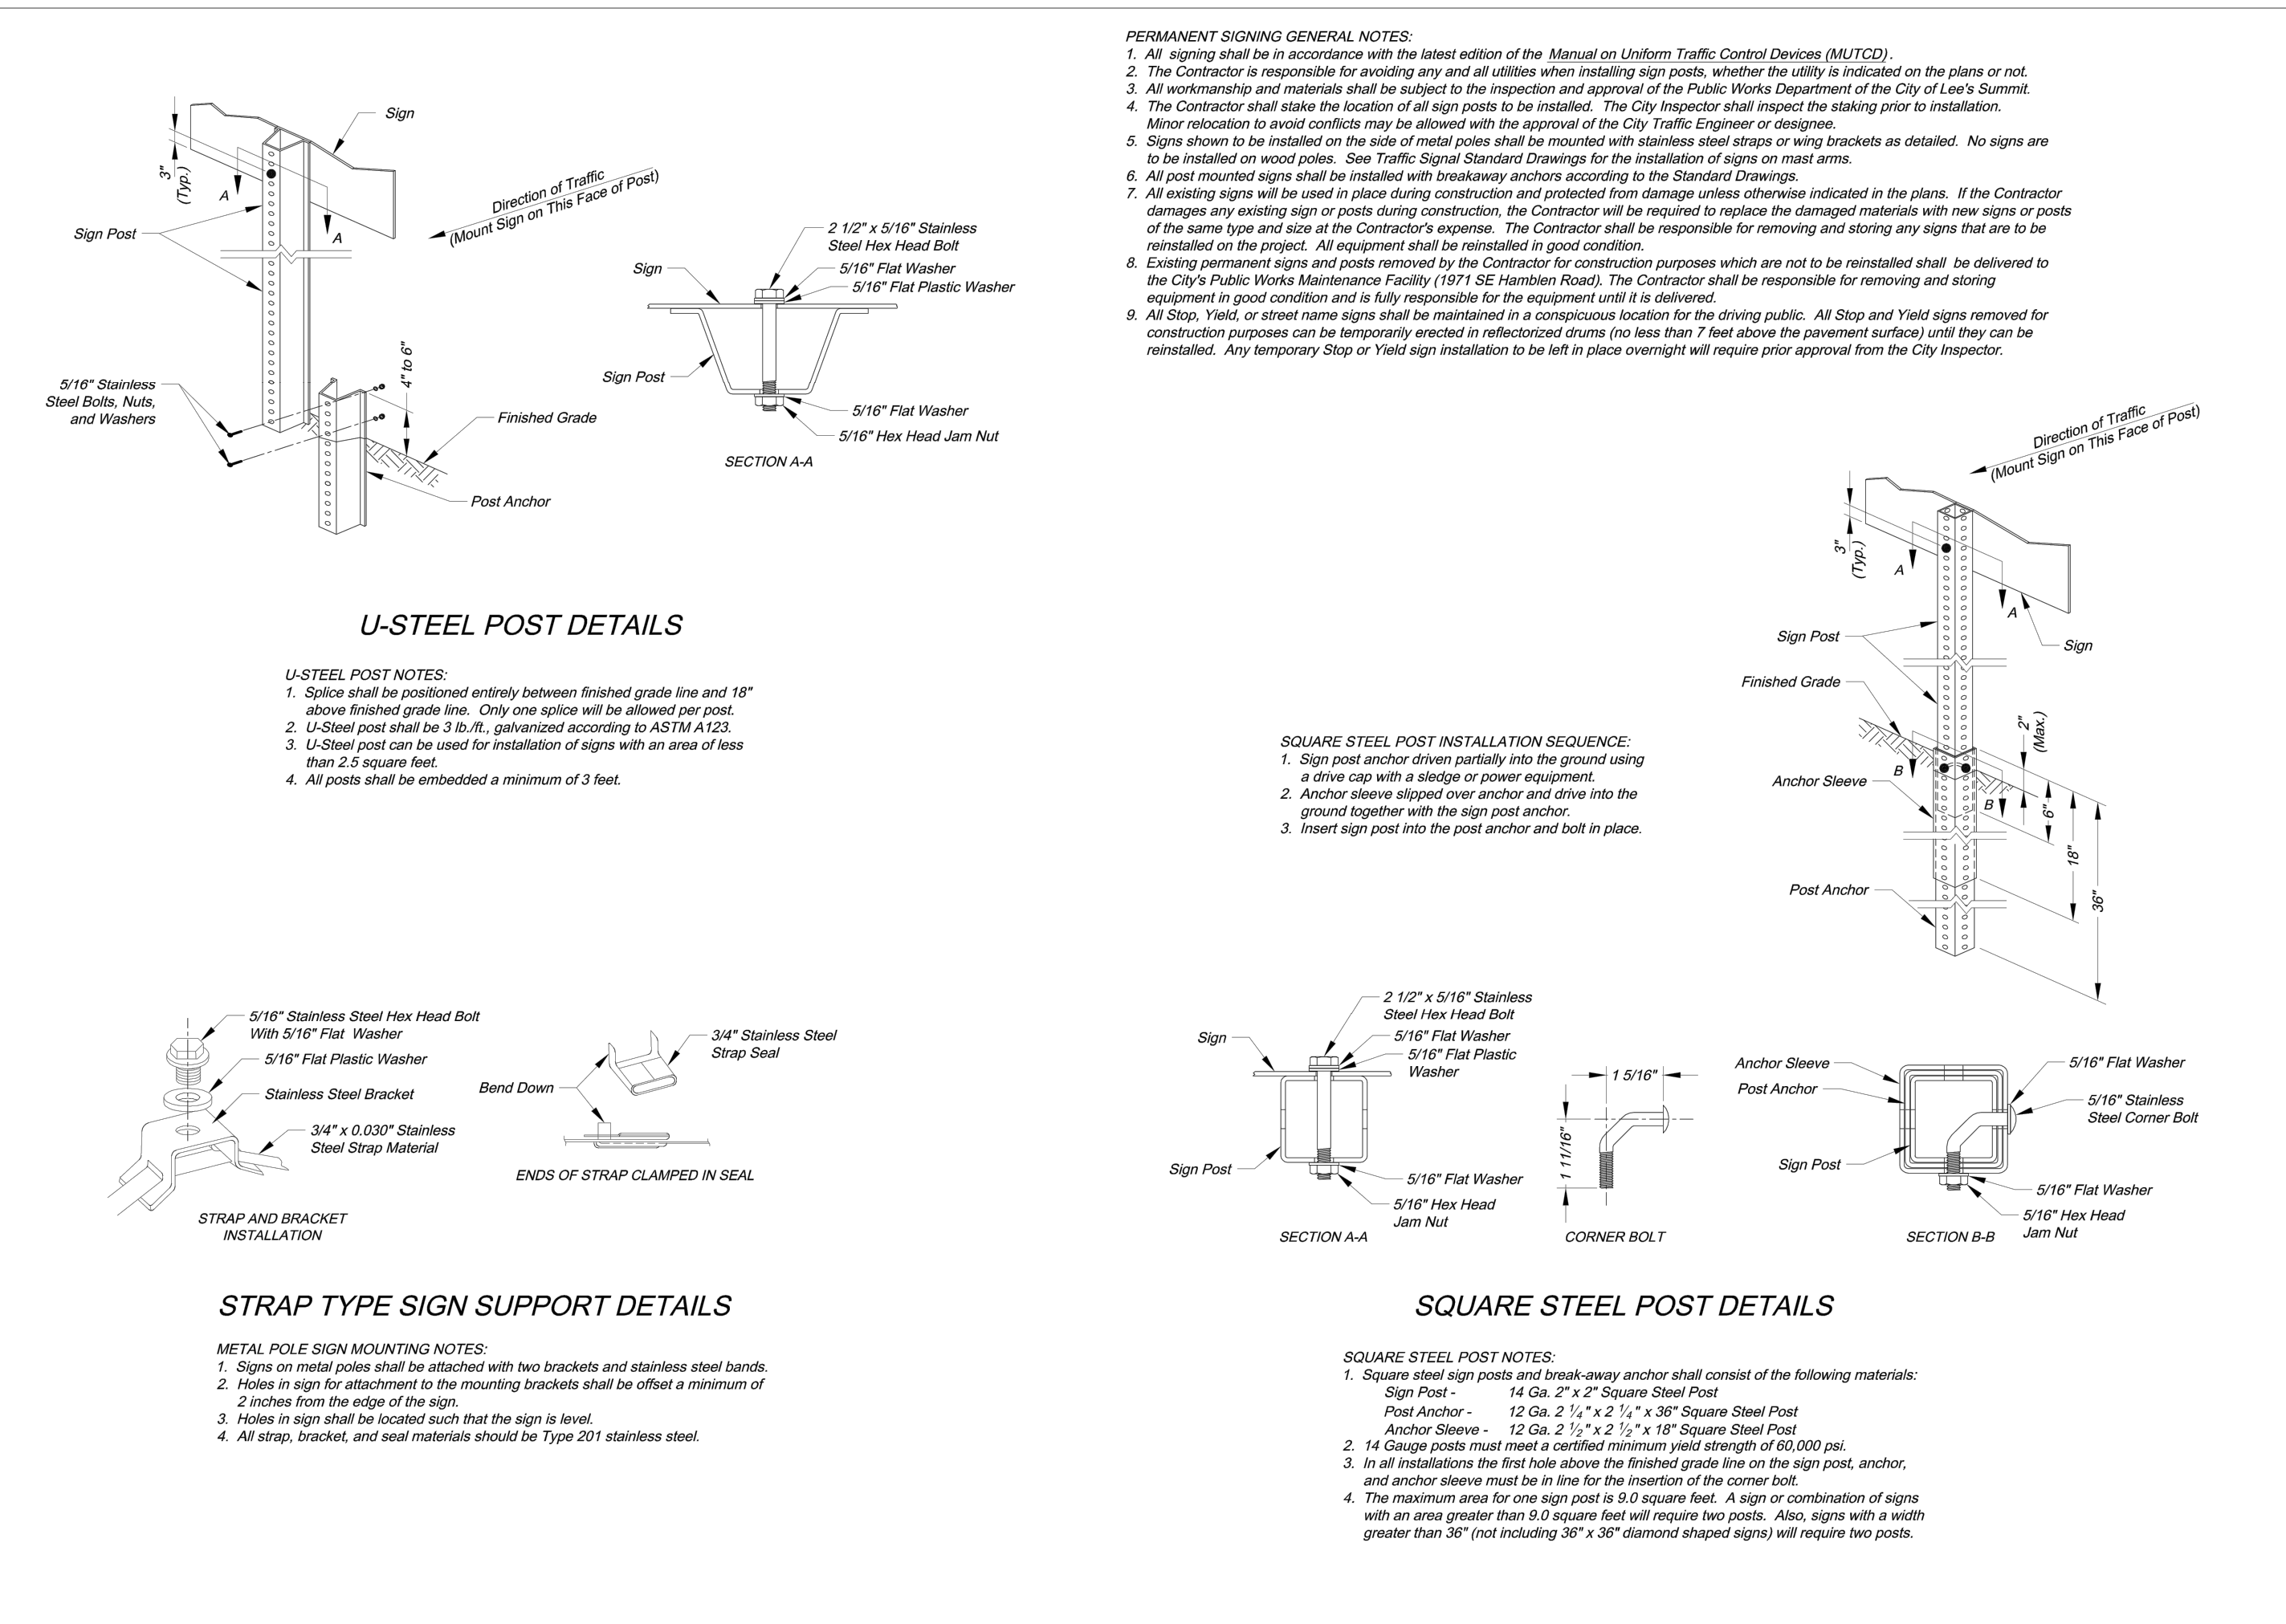 PERMANENT SIGNING GENERAL NOTES:
1. All signing shall be in accordance with the latest edition of the Manual on Uniform Traffic Control Devices (MUTCD).
2. The Contractor is responsible for avoiding any and all utilities when installing sign posts, whether the utility is indicated on the plans or not.
3. All workmanship and materials shall be subject to the inspection and approval of the Public Works Department of the City of Lee's Summit.
4. The Contractor shall stake the location of all sign posts to be installed. The City Inspector shall inspect the staking prior to installation.
Minor relocation to avoid conflicts may be allowed with the approval of the City Traffic Engineer or designee.
5. Signs shown to be installed on the side of metal poles shall be mounted with stainless steel straps or wing brackets as detailed. No signs are
to be installed on wood poles. See Traffic Signal Standard Drawings for the installation of signs on mast arms.
6. All post mounted signs shall be installed with breakaway anchors according to the Standard Drawings.
7. All existing signs will be used in place during construction and protected from damage unless otherwise indicated in the plans. If the Contractor
damages any existing sign or posts during construction, the Contractor will be required to replace the damaged materials with new signs or posts
of the same type and size at the Contractor's expense. The Contractor shall be responsible for removing and storing any signs that are to be
reinstalled on the project. All equipment shall be reinstalled in good condition.
8. Existing permanent signs and posts removed by the Contractor for construction purposes which are not to be reinstalled shall be delivered to
the City's Public Works Maintenance Facility (1971 SE Hamblen Road). The Contractor shall be responsible for removing and storing
equipment in good condition and is fully responsible for the equipment until it is delivered.
9. All Stop, Yield, or street name signs shall be maintained in a conspicuous location for the driving public. All Stop and Yield signs removed for
construction purposes can be temporarily erected in reflectorized drums (no less than 7 feet above the pavement surface) until they can be
reinstalled. Any temporary Stop or Yield sign installation to be left in place overnight will require prior approval from the City Inspector.
Sign
3"
(Typ.)
A
A
Direction of Traffic
(Mount Sign on This Face of Post)
Sign Post
4" to 6"
5/16" Stainless
Steel Bolts, Nuts,
and Washers
Finished Grade
Post Anchor
2 1/2" x 5/16" Stainless
Steel Hex Head Bolt
Sign
5/16" Flat Washer
5/16" Flat Plastic Washer
Sign Post
5/16" Flat Washer
5/16" Hex Head Jam Nut
SECTION A-A
U-STEEL POST DETAILS
U-STEEL POST NOTES:
1. Splice shall be positioned entirely between finished grade line and 18"
above finished grade line. Only one splice will be allowed per post.
2. U-Steel post shall be 3 lb./ft., galvanized according to ASTM A123.
3. U-Steel post can be used for installation of signs with an area of less
than 2.5 square feet.
4. All posts shall be embedded a minimum of 3 feet.
Direction of Traffic
(Mount Sign on This Face of Post)
3"
(Typ.)
A
A
Sign Post
Sign
Finished Grade
2"
(Max.)
B
Anchor Sleeve
B
6"
18"
Post Anchor
36"
SQUARE STEEL POST INSTALLATION SEQUENCE:
1. Sign post anchor driven partially into the ground using
a drive cap with a sledge or power equipment.
2. Anchor sleeve slipped over anchor and drive into the
ground together with the sign post anchor.
3. Insert sign post into the post anchor and bolt in place.
5/16" Stainless Steel Hex Head Bolt
With 5/16" Flat Washer
5/16" Flat Plastic Washer
Stainless Steel Bracket
3/4" x 0.030" Stainless
Steel Strap Material
STRAP AND BRACKET
INSTALLATION
3/4" Stainless Steel
Strap Seal
Bend Down
ENDS OF STRAP CLAMPED IN SEAL
STRAP TYPE SIGN SUPPORT DETAILS
METAL POLE SIGN MOUNTING NOTES:
1. Signs on metal poles shall be attached with two brackets and stainless steel bands.
2. Holes in sign for attachment to the mounting brackets shall be offset a minimum of
2 inches from the edge of the sign.
3. Holes in sign shall be located such that the sign is level.
4. All strap, bracket, and seal materials should be Type 201 stainless steel.
2 1/2" x 5/16" Stainless
Steel Hex Head Bolt
Sign
5/16" Flat Washer
5/16" Flat Plastic
Washer
Sign Post
5/16" Flat Washer
5/16" Hex Head
Jam Nut
SECTION A-A
1 5/16"
1 11/16"
CORNER BOLT
Anchor Sleeve
Post Anchor
Sign Post
5/16" Flat Washer
5/16" Stainless
Steel Corner Bolt
5/16" Flat Washer
5/16" Hex Head
Jam Nut
SECTION B-B
SQUARE STEEL POST DETAILS
SQUARE STEEL POST NOTES:
1. Square steel sign posts and break-away anchor shall consist of the following materials:
Sign Post - 14 Ga. 2" x 2" Square Steel Post
Post Anchor - 12 Ga. 2 1/4" x 2 1/4" x 36" Square Steel Post
Anchor Sleeve - 12 Ga. 2 1/2" x 2 1/2" x 18" Square Steel Post
2. 14 Gauge posts must meet a certified minimum yield strength of 60,000 psi.
3. In all installations the first hole above the finished grade line on the sign post, anchor,
and anchor sleeve must be in line for the insertion of the corner bolt.
4. The maximum area for one sign post is 9.0 square feet. A sign or combination of signs
with an area greater than 9.0 square feet will require two posts. Also, signs with a width
greater than 36" (not including 36" x 36" diamond shaped signs) will require two posts.